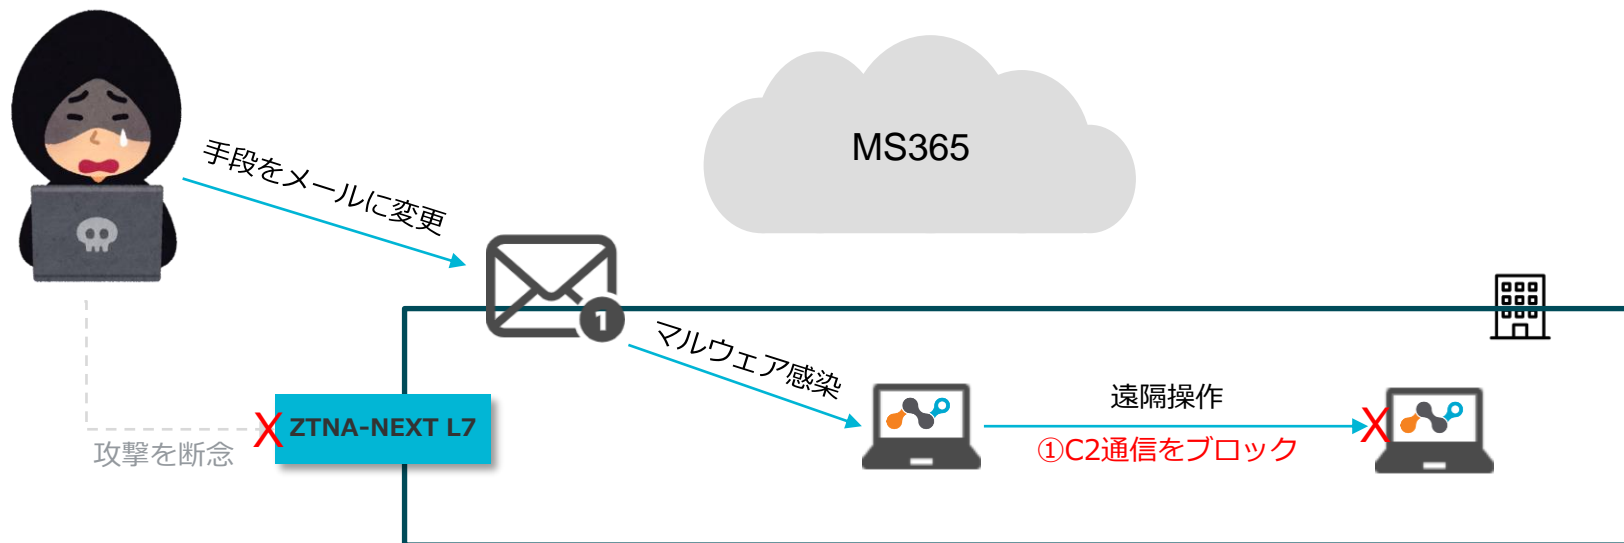 MS365
手段をメールに変更
1
マルウェア感染
遠隔操作
①C2通信をブロック
X
X
ZTNA-NEXT L7
攻撃を断念